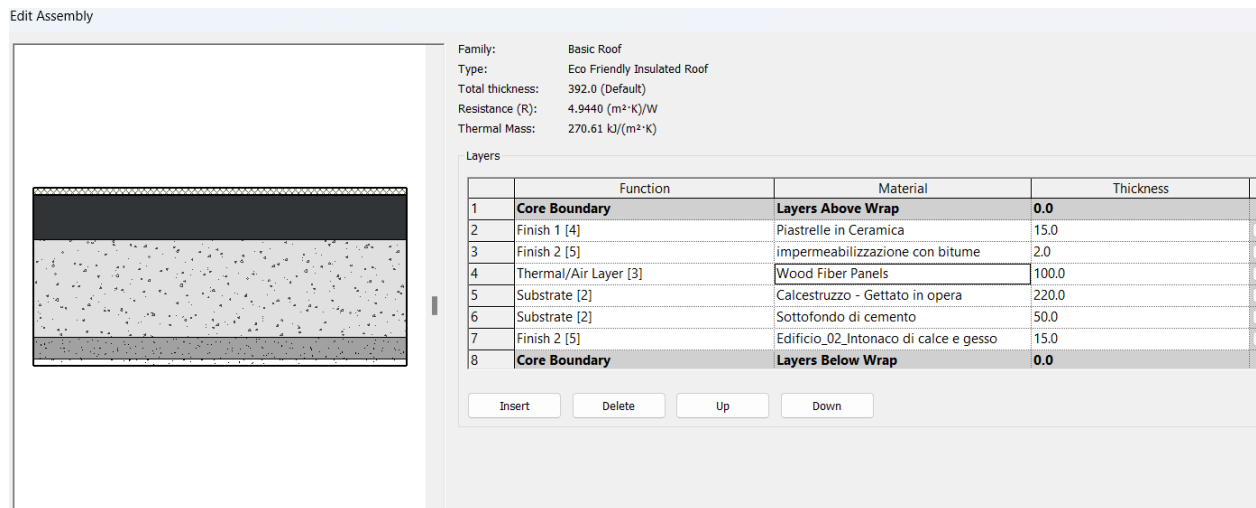 Edit Assembly
Family: Basic Roof
Type: Eco Friendly Insulated Roof
Total thickness: 392.0 (Default)
Resistance (R): 4.9440 (m²·K)/W
Thermal Mass: 270.61 kJ/(m²·K)
Layers
Function Material Thickness
1 Core Boundary Layers Above Wrap 0.0
2 Finish 1 [4] Piastrelle in Ceramica 15.0
3 Finish 2 [5] impermeabilizzazione con bitume 2.0
4 Thermal/Air Layer [3] Wood Fiber Panels 100.0
5 Substrate [2] Calcestruzzo - Gettato in opera 220.0
6 Substrate [2] Sottofondo di cemento 50.0
7 Finish 2 [5] Edificio_02_Intonaco di calce e gesso 15.0
8 Core Boundary Layers Below Wrap 0.0
Insert Delete Up Down